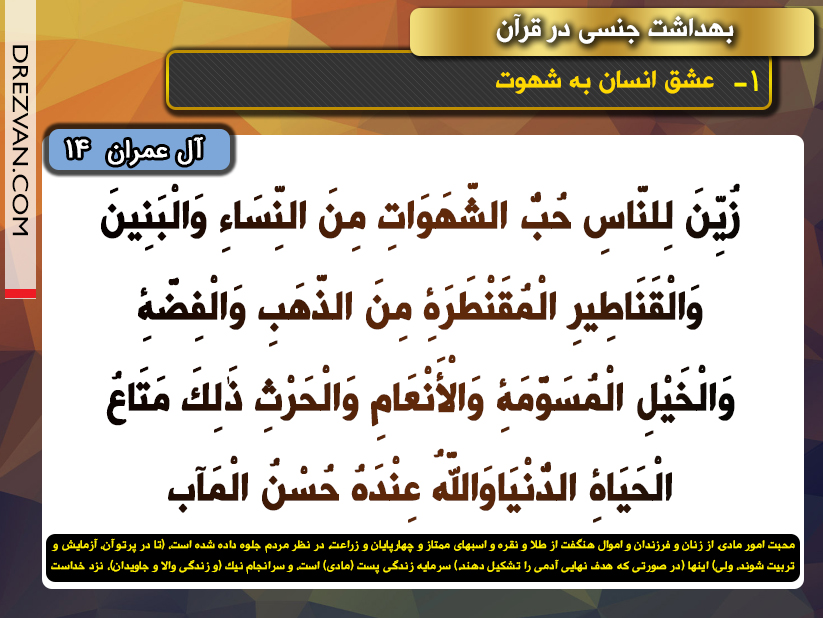 بهداشت جنسی در قرآن
۱- عشق انسان به شهوت
آل عمران ۱۴
زُيِّنَ لِلنَّاسِ حُبُّ الشَّهَوَاتِ مِنَ النِّسَاءِ وَالْبَنِينَ
وَالْقَنَاطِيرِ الْمُقَنْطَرَةِ مِنَ الذَّهَبِ وَالْفِضَّةِ
وَالْخَيْلِ الْمُسَوَّمَةِ وَالْأَنْعَامِ وَالْحَرْثِ ذَٰلِكَ مَتَاعُ
الْحَيَاةِ الدُّنْيَاوَاللَّهُ عِنْدَهُ حُسْنُ الْمَآب
محبت امور مادی، از زنان و فرزندان و اموال هنگفت از طلا و نقره و اسبهای ممتاز و چهارپایان و زراعت، در نظر مردم جلوه داده شده است، (تا در پرتو آن، آزمایش و
تربیت شوند، ولی) اینها (در صورتی که هدف نهایی آدمی را تشکیل دهند،) سرمایه زندگی پست (مادی) است، و سرانجام نیک (و زندگی والا و جاویدان)، نزد خداست
DREZVAN.COM